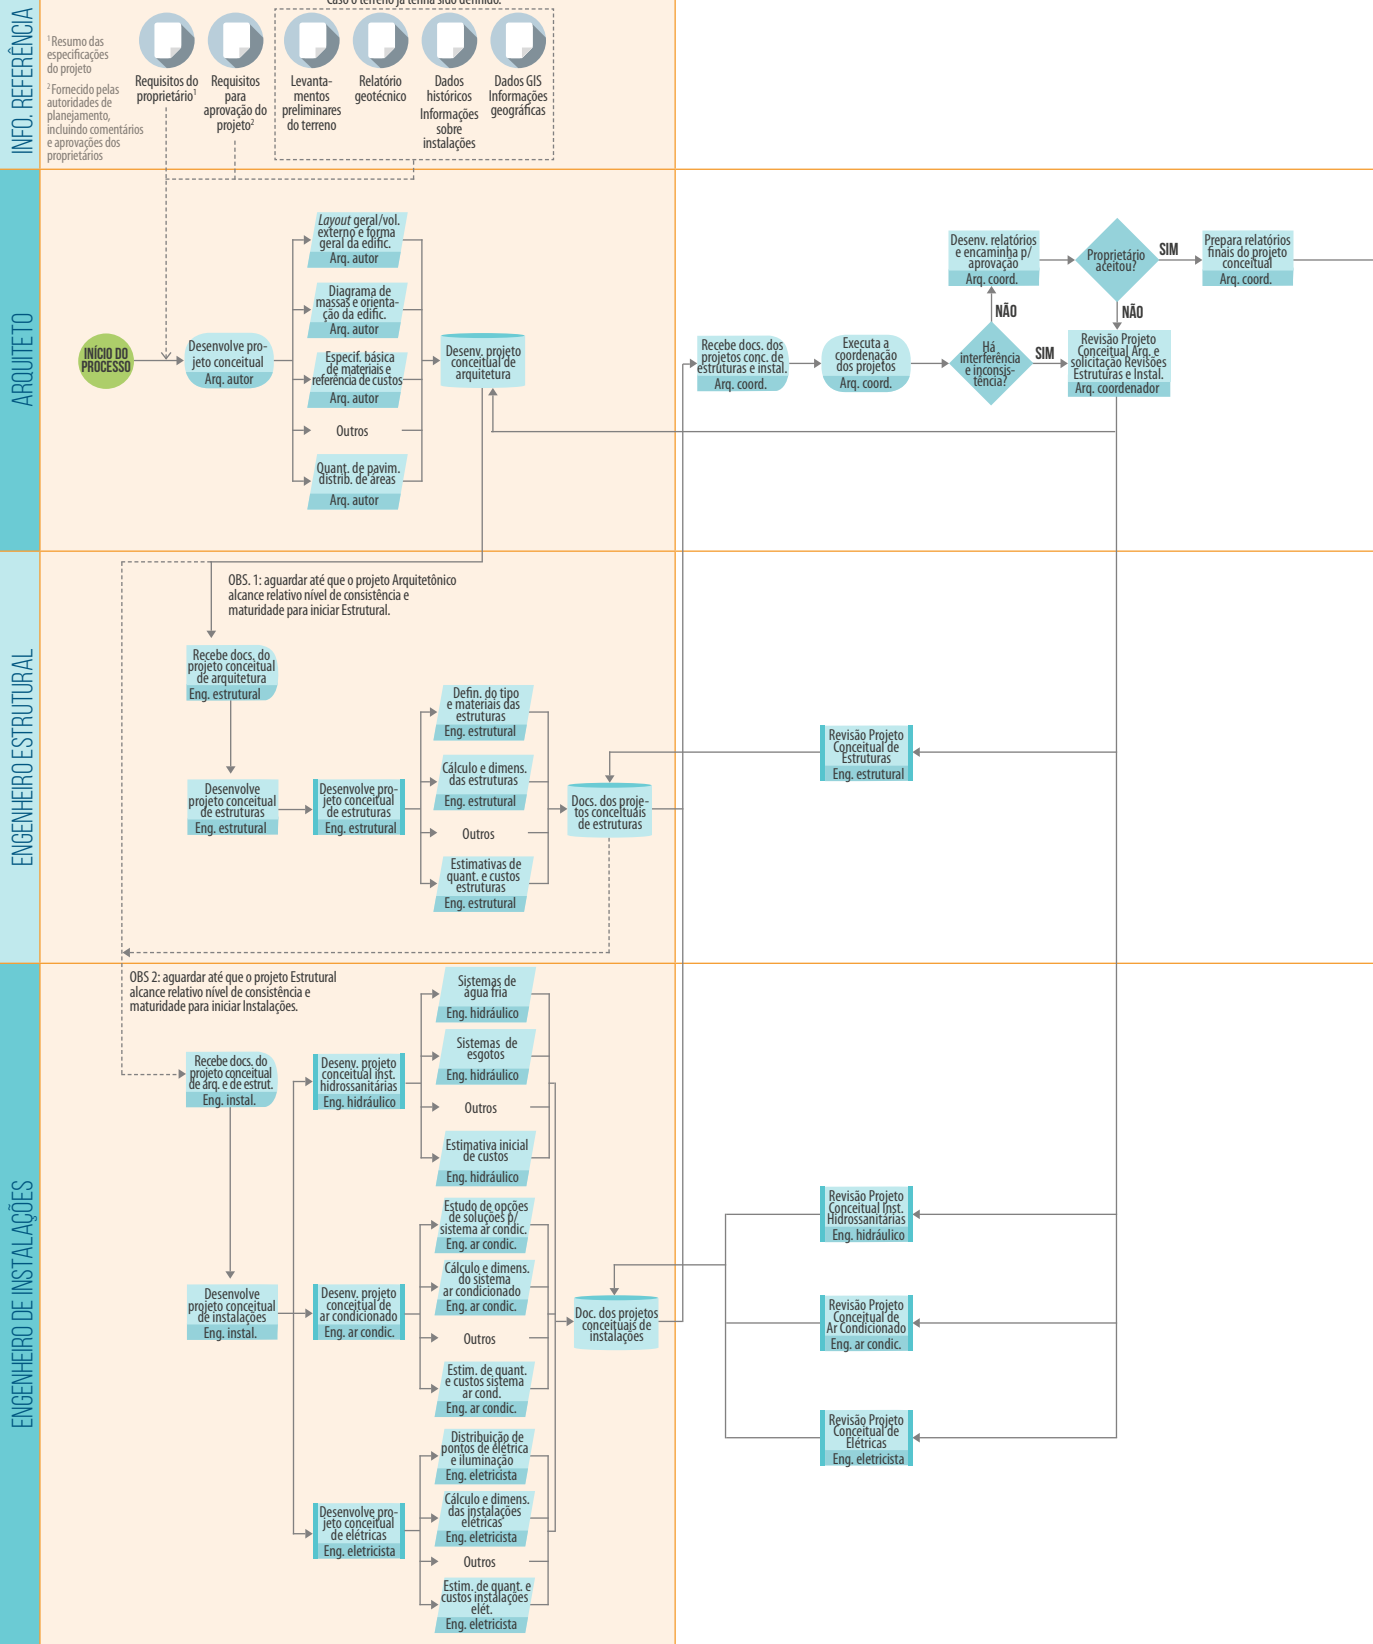 Caso o terreno já tenha sido definido.
INFO. REFERÊNCIA
¹ Resumo das
especificações
do projeto
² Fornecido pelas
autoridades de
planejamento,
incluindo comentários
e aprovações dos
proprietários
Requisitos do
proprietário¹
Requisitos
para
aprovação do
projeto²
Levanta-
mentos
preliminares
do terreno
Relatório
geotécnico
Dados
históricos
Informações
sobre
instalações
Dados GIS
Informações
geográficas
ARQUITETO
INÍCIO DO
PROCESSO
Desenvolve pro-
jeto conceitual
Arq. autor
Layout geral/vol.
externo e forma
geral da edific.
Arq. autor
Diagrama de
massas e orienta-
ção da edific.
Arq. autor
Especif. básica
de materiais e
referência de custos
Arq. autor
Outros
Quant. de pavim.
distrib. de áreas
Arq. autor
Desenv. projeto
conceitual de
arquitetura
Recebe docs. dos
projetos conc. de
estruturas e instal.
Arq. coord.
Executa a
coordenação
dos projetos
Arq. coord.
Há
interferência
e inconsis-
tência?
NÃO
SIM
Desenv. relatórios
e encaminha p/
aprovação
Arq. coord.
Proprietário
aceitou?
SIM
NÃO
Prepara relatórios
finais do projeto
conceitual
Arq. coord.
Revisão Projeto
Conceitual Arq. e
solicitação Revisões
Estruturas e Instal.
Arq. coordenador
ENGENHEIRO ESTRUTURAL
OBS. 1: aguardar até que o projeto Arquitetônico
alcance relativo nível de consistência e
maturidade para iniciar Estrutural.
Recebe docs. do
projeto conceitual
de arquitetura
Eng. estrutural
Desenvolve
projeto conceitual
de estruturas
Eng. estrutural
Desenvolve pro-
jeto conceitual
de estruturas
Eng. estrutural
Defin. do tipo
e materiais das
estruturas
Eng. estrutural
Cálculo e dimens.
das estruturas
Eng. estrutural
Outros
Estimativas de
quant. e custos
estruturas
Eng. estrutural
Docs. dos proje-
tos conceituais
de estruturas
Revisão Projeto
Conceitual de
Estruturas
Eng. estrutural
ENGENHEIRO DE INSTALAÇÕES
OBS 2: aguardar até que o projeto Estrutural
alcance relativo nível de consistência e
maturidade para iniciar Instalações.
Recebe docs. do
projeto conceitual
de arq. e de estrut.
Eng. instal.
Desenvolve
projeto conceitual
de instalações
Eng. instal.
Desenv. projeto
conceitual inst.
hidrossanitárias
Eng. hidráulico
Sistemas de
água fria
Eng. hidráulico
Sistemas de
esgotos
Eng. hidráulico
Outros
Estimativa inicial
de custos
Eng. hidráulico
Desenv. projeto
conceitual de
ar condicionado
Eng. ar condic.
Estudo de opções
de soluções p/
sistema ar condic.
Eng. ar condic.
Cálculo e dimens.
do sistema
ar condicionado
Eng. ar condic.
Outros
Estim. de quant.
e custos sistema
ar cond.
Eng. ar condic.
Desenvolve pro-
jeto conceitual
de elétricas
Eng. eletricista
Distribuição de
pontos de elétrica
e iluminação
Eng. eletricista
Cálculo e dimens.
das instalações
elétricas
Eng. eletricista
Outros
Estim. de quant. e
custos instalações
elét.
Eng. eletricista
Doc. dos projetos
conceituais de
instalações
Revisão Projeto
Conceitual Inst.
Hidrossanitárias
Eng. hidráulico
Revisão Projeto
Conceitual de
Ar Condicionado
Eng. ar condic.
Revisão Projeto
Conceitual de
Elétricas
Eng. eletricista